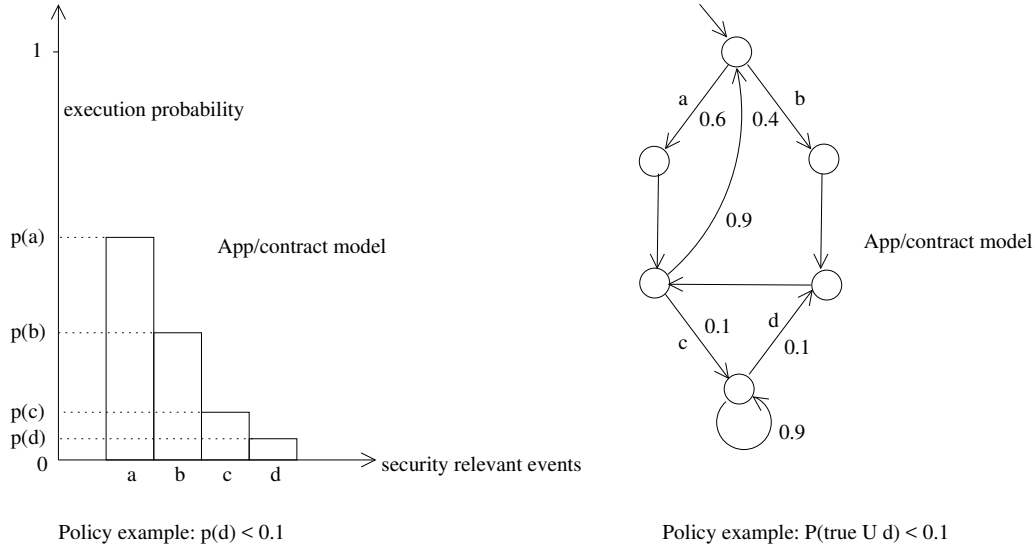 1
execution probability
p(a)
App/contract model
p(b)
p(c)
p(d)
0
a b c d
security relevant events
Policy example: p(d) < 0.1
a
b
0.6
0.4
0.9
App/contract model
0.1
d
c
0.1
0.9
Policy example: P(true U d) < 0.1